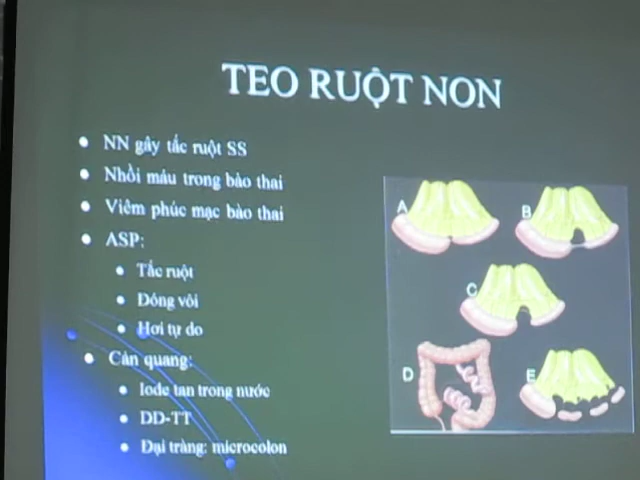 TEO RUỘT NON
NN gây tắc ruột SS
Nhồi máu trong bào thai
Viêm phúc mạc bào thai
ASP:
Tắc ruột
Đóng vôi
Hơi tự do
Cản quang:
Iode tan trong nước
DD-TT
Đại tràng: microcolon
A
B
C
D
E